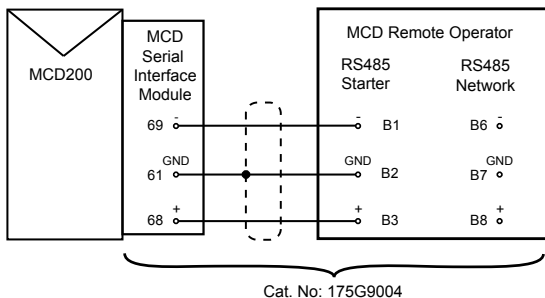 MCD200
MCD
Serial
Interface
Module
MCD Remote Operator
RS485
Starter
RS485
Network
69 -
- B1
B6 -
61 GND
GND B2
B7 GND
68 +
+ B3
B8 +
Cat. No: 175G9004